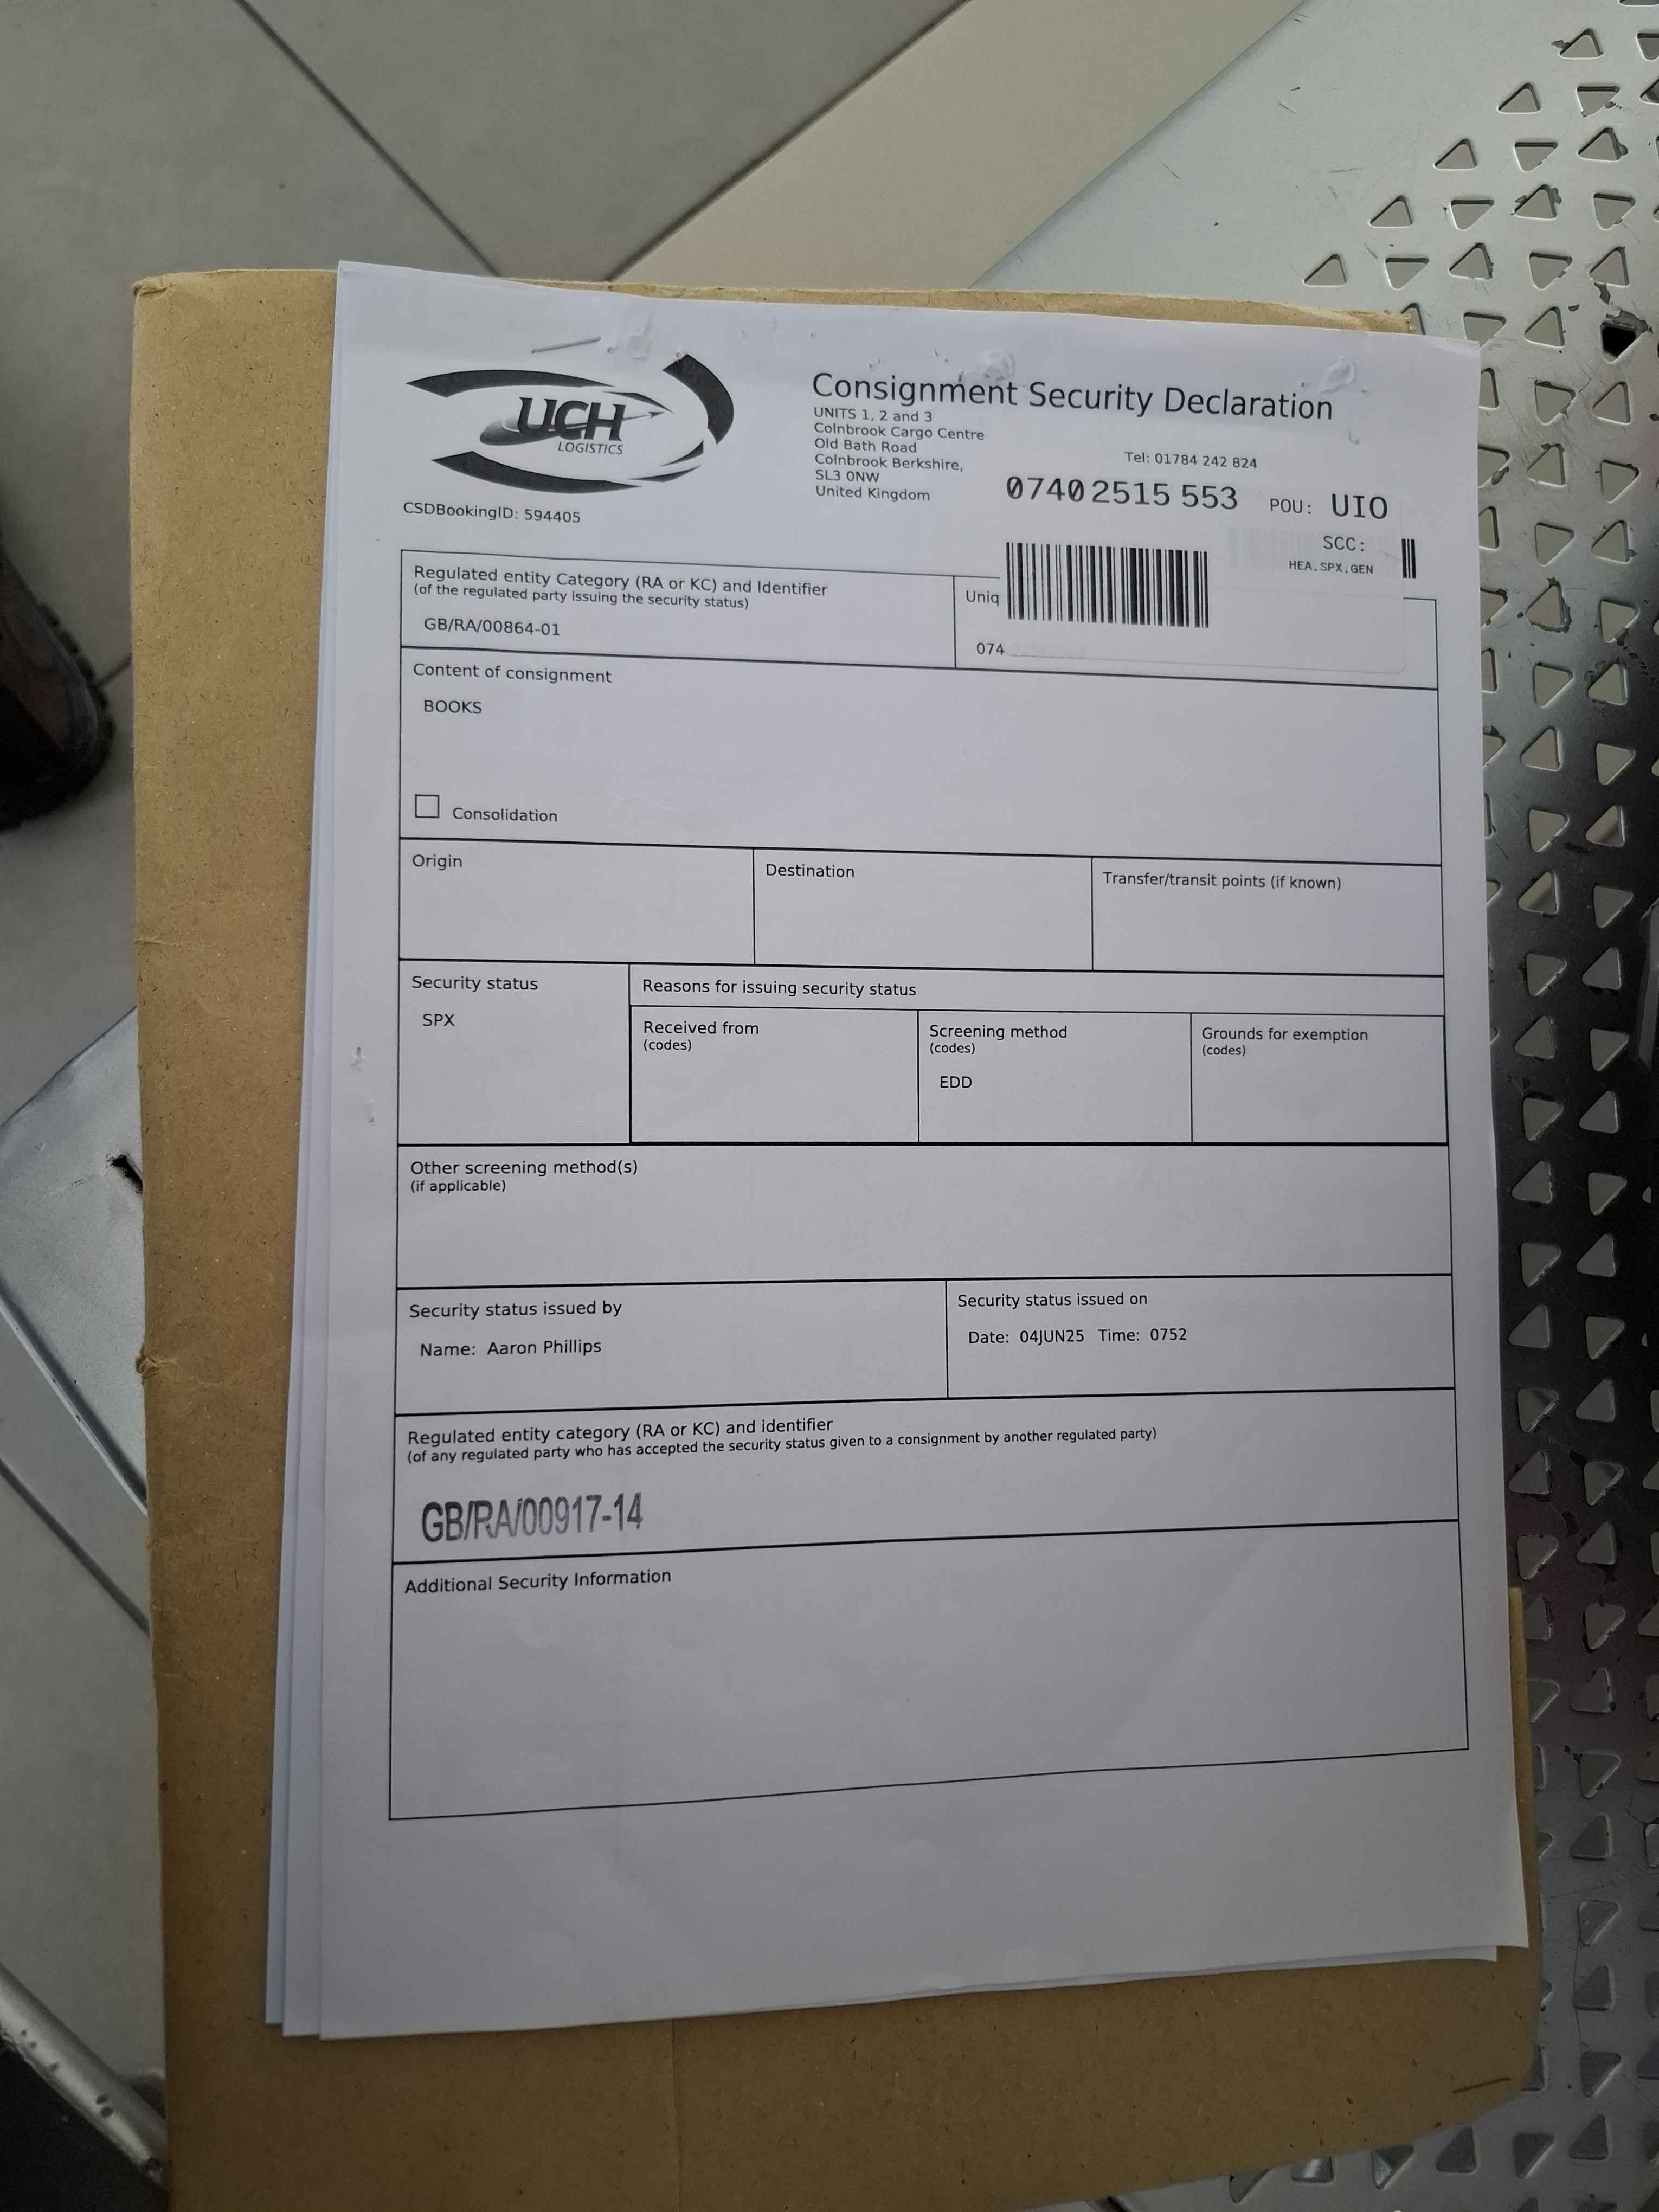 UCH
LOGISTICS
CSDBookingID: 594405
Consignment Security Declaration
UNITS 1, 2 and 3
Colnbrook Cargo Centre
Old Bath Road
Colnbrook Berkshire,
SL3 0NW
United Kingdom
Tel: 01784 242 824
0740 2515 553 POU: UIO
SCC:
HEA.SPX.GEN
Regulated entity Category (RA or KC) and Identifier
(of the regulated party issuing the security status)
GB/RA/00864-01
Uniq
074
Content of consignment
BOOKS
Consolidation
Origin
Destination
Transfer/transit points (if known)
Security status
SPX
Reasons for issuing security status
Received from
(codes)
Screening method
(codes)
EDD
Grounds for exemption
(codes)
Other screening method(s)
(if applicable)
Security status issued by
Name: Aaron Phillips
Security status issued on
Date: 04JUN25 Time: 0752
Regulated entity category (RA or KC) and identifier
(of any regulated party who has accepted the security status given to a consignment by another regulated party)
GB/RA/00917-14
Additional Security Information